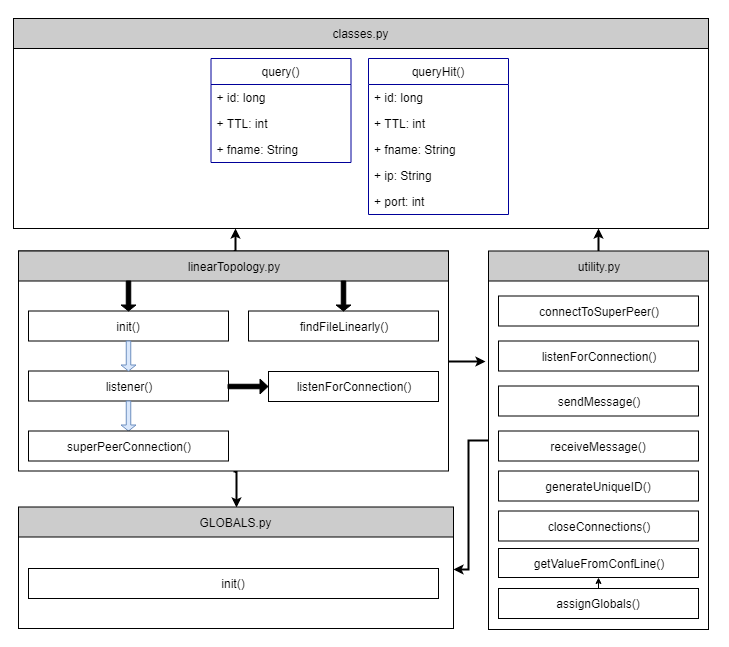 classes.py
query()
+ id: long
+ TTL: int
+ fname: String
queryHit()
+ id: long
+ TTL: int
+ fname: String
+ ip: String
+ port: int
linearTopology.py
init()
findFileLinearly()
listener()
listenForConnection()
superPeerConnection()
utility.py
connectToSuperPeer()
listenForConnection()
sendMessage()
receiveMessage()
generateUniqueID()
closeConnections()
getValueFromConfLine()
assignGlobals()
GLOBALS.py
init()